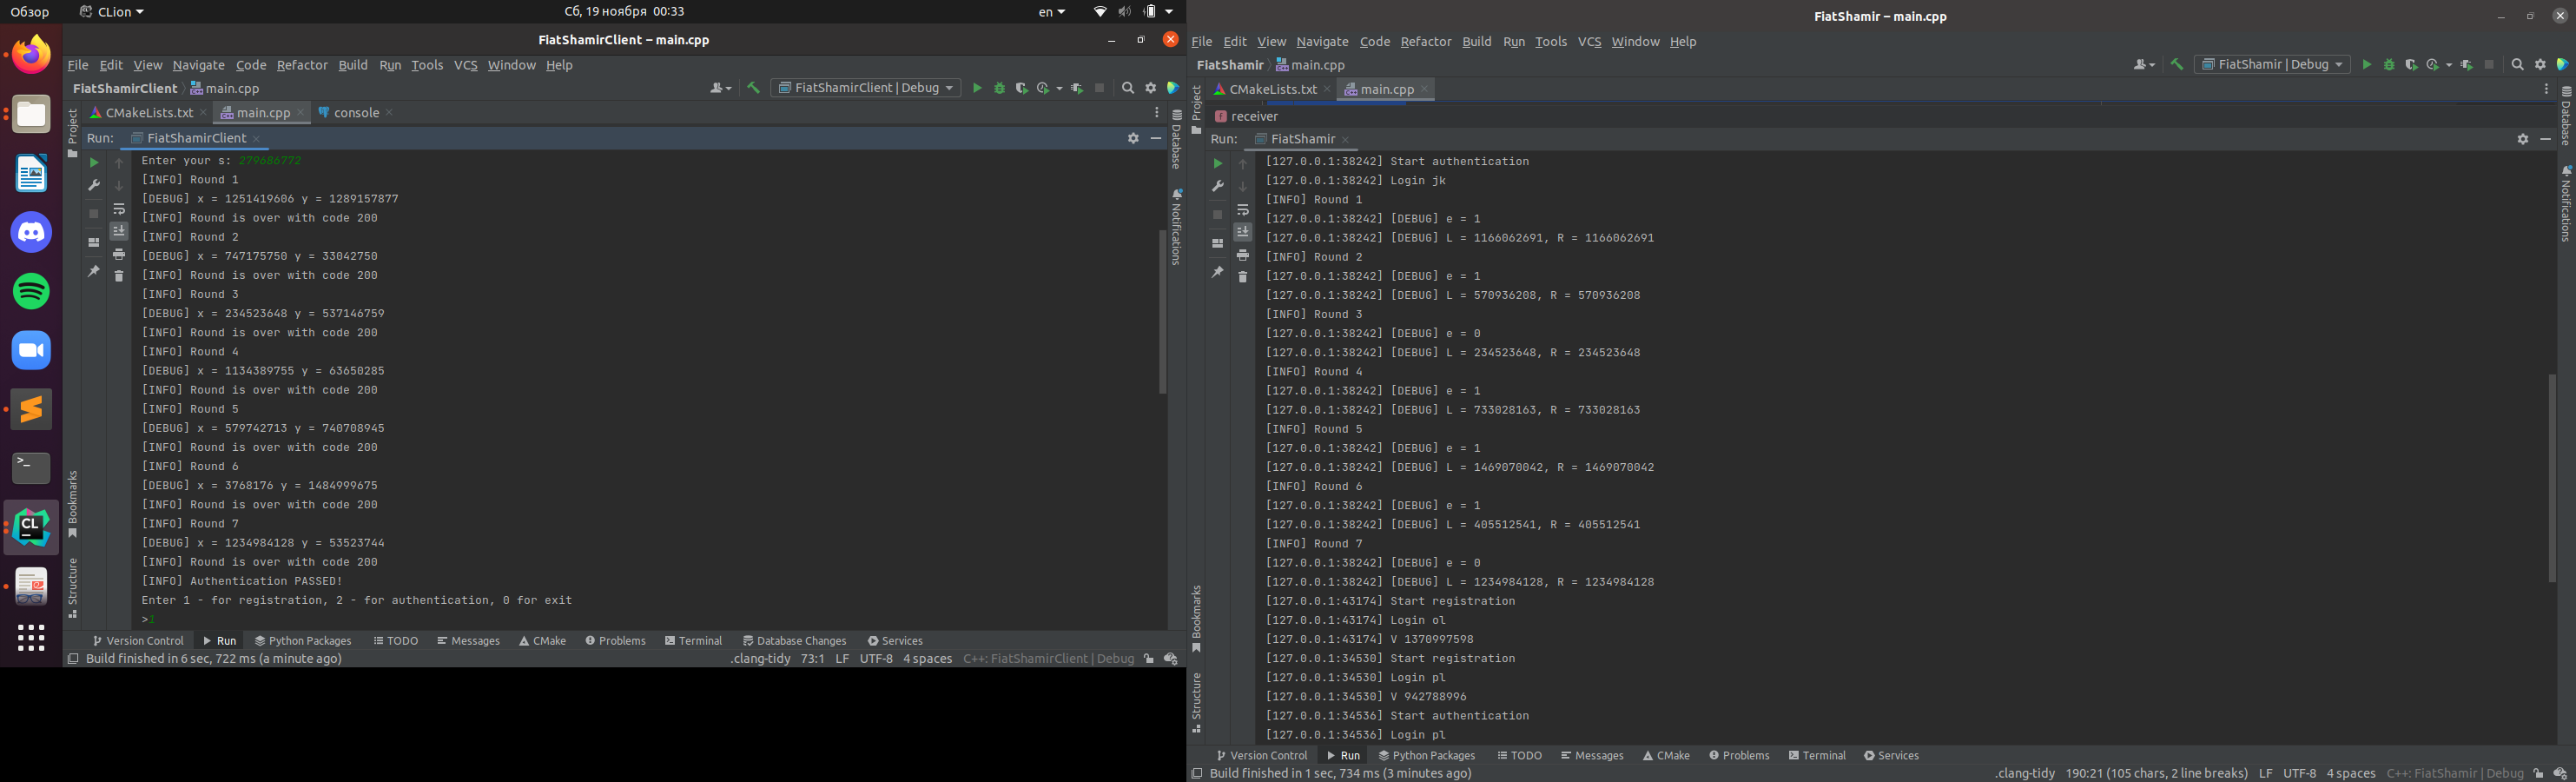 Обзор CLion Сб, 19 ноября 00:33 en
FiatShamirClient – main.cpp
File Edit View Navigate Code Refactor Build Run Tools VCS Window Help
FiatShamirClient main.cpp FiatShamirClient | Debug
CMakeLists.txt main.cpp console
Run: FiatShamirClient
Project
Bookmarks
Structure
Database
Notifications
Enter your s: 279686772
[INFO] Round 1
[DEBUG] x = 1251419606 y = 1289157877
[INFO] Round is over with code 200
[INFO] Round 2
[DEBUG] x = 747175750 y = 33042750
[INFO] Round is over with code 200
[INFO] Round 3
[DEBUG] x = 234523648 y = 537146759
[INFO] Round is over with code 200
[INFO] Round 4
[DEBUG] x = 1134389755 y = 63650285
[INFO] Round is over with code 200
[INFO] Round 5
[DEBUG] x = 579742713 y = 740708945
[INFO] Round is over with code 200
[INFO] Round 6
[DEBUG] x = 3768176 y = 1484999675
[INFO] Round is over with code 200
[INFO] Round 7
[DEBUG] x = 1234984128 y = 53523744
[INFO] Round is over with code 200
[INFO] Authentication PASSED!
Enter 1 - for registration, 2 - for authentication, 0 for exit
>1
Version Control Run Python Packages TODO Messages CMake Problems Terminal Database Changes Services
Build finished in 6 sec, 722 ms (a minute ago) .clang-tidy 73:1 LF UTF-8 4 spaces C++: FiatShamirClient | Debug
FiatShamir – main.cpp
File Edit View Navigate Code Refactor Build Run Tools VCS Window Help
FiatShamir main.cpp FiatShamir | Debug
CMakeLists.txt main.cpp
f receiver
Run: FiatShamir
Project
Bookmarks
Structure
Database
Notifications
[127.0.0.1:38242] Start authentication
[127.0.0.1:38242] Login jk
[INFO] Round 1
[127.0.0.1:38242] [DEBUG] e = 1
[127.0.0.1:38242] [DEBUG] L = 1166062691, R = 1166062691
[INFO] Round 2
[127.0.0.1:38242] [DEBUG] e = 1
[127.0.0.1:38242] [DEBUG] L = 570936208, R = 570936208
[INFO] Round 3
[127.0.0.1:38242] [DEBUG] e = 0
[127.0.0.1:38242] [DEBUG] L = 234523648, R = 234523648
[INFO] Round 4
[127.0.0.1:38242] [DEBUG] e = 1
[127.0.0.1:38242] [DEBUG] L = 733028163, R = 733028163
[INFO] Round 5
[127.0.0.1:38242] [DEBUG] e = 1
[127.0.0.1:38242] [DEBUG] L = 1469070042, R = 1469070042
[INFO] Round 6
[127.0.0.1:38242] [DEBUG] e = 1
[127.0.0.1:38242] [DEBUG] L = 405512541, R = 405512541
[INFO] Round 7
[127.0.0.1:38242] [DEBUG] e = 0
[127.0.0.1:38242] [DEBUG] L = 1234984128, R = 1234984128
[127.0.0.1:43174] Start registration
[127.0.0.1:43174] Login ol
[127.0.0.1:43174] V 1370997598
[127.0.0.1:34530] Start registration
[127.0.0.1:34530] Login pl
[127.0.0.1:34530] V 942788996
[127.0.0.1:34536] Start authentication
[127.0.0.1:34536] Login pl
Version Control Run Python Packages TODO Messages CMake Problems Terminal Services
Build finished in 1 sec, 734 ms (3 minutes ago) .clang-tidy 190:21 (105 chars, 2 line breaks) LF UTF-8 4 spaces C++: FiatShamir | Debug